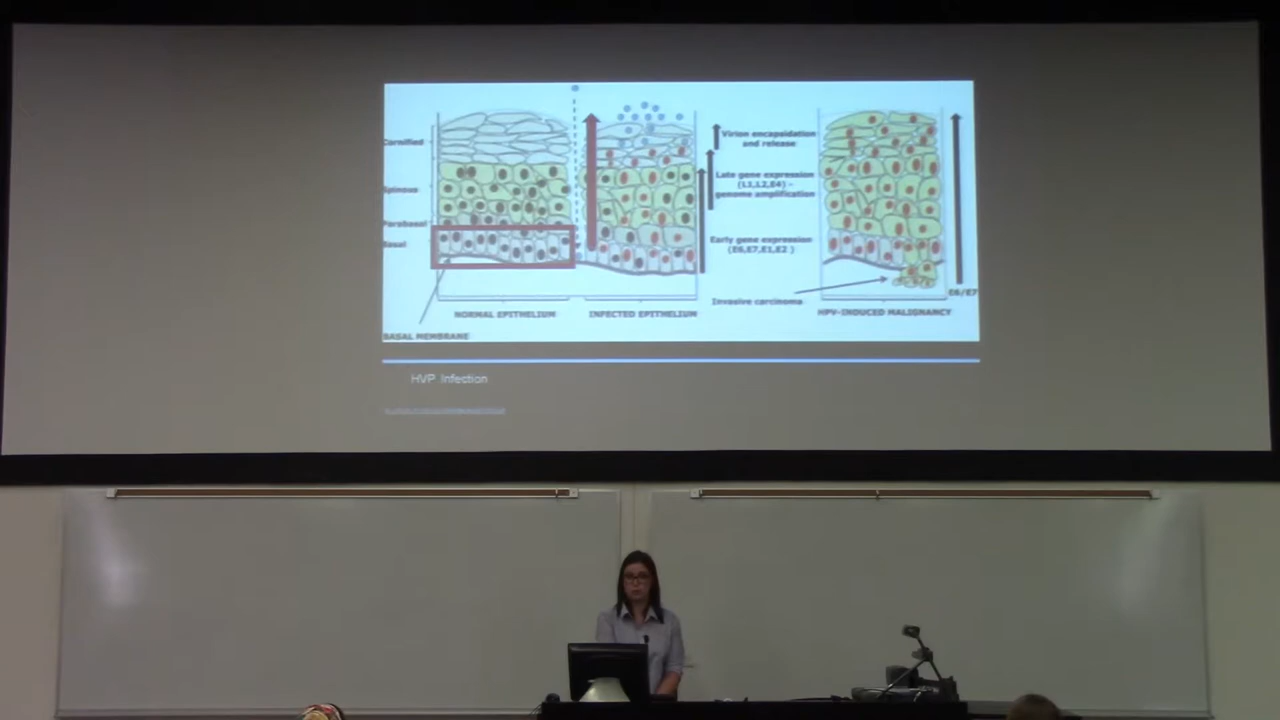 Cornified
Spinous
Parabasal
Basal
BASAL MEMBRANE
NORMAL EPITHELIUM
INFECTED EPITHELIUM
Virion encapsidation
and release
Late gene expression
(L1,L2,E4) -
genome amplification
Early gene expression
(E6,E7,E1,E2 )
Invasive carcinoma
HPV-INDUCED MALIGNANCY
E6/E7
HVP Infection